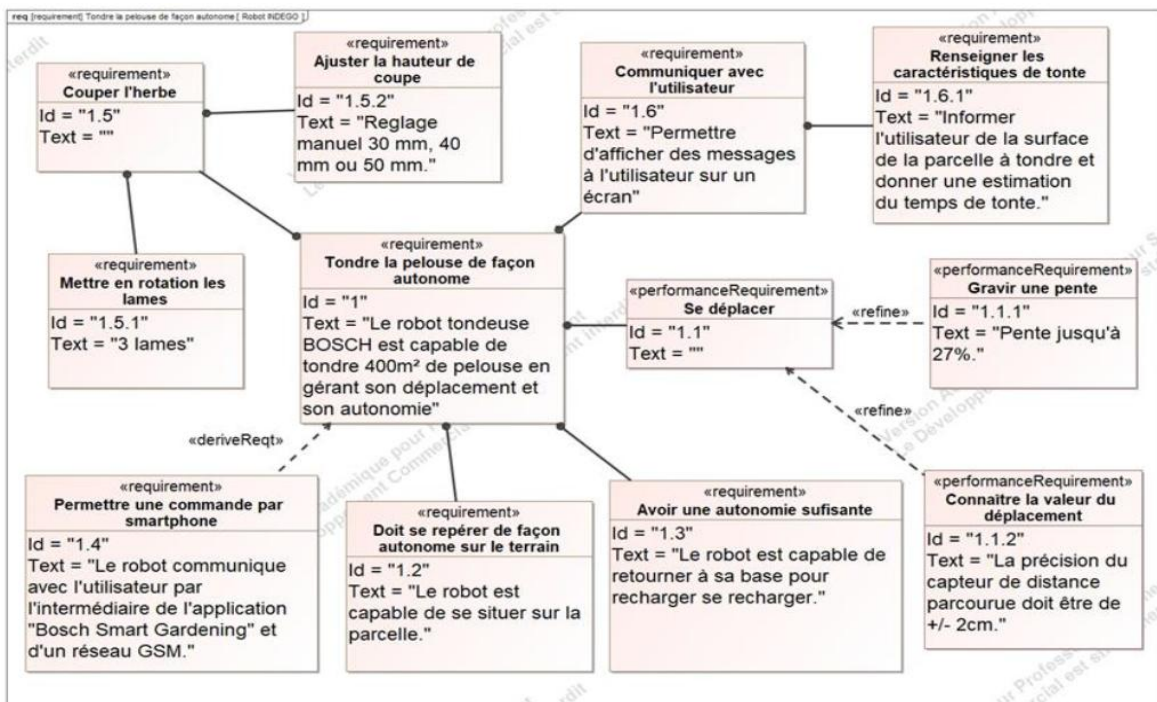 req [requirement] Tondre la pelouse de façon autonome [ Robot INDEGO ]
«requirement»
Couper l'herbe
Id = "1.5"
Text = ""
«requirement»
Ajuster la hauteur de
coupe
Id = "1.5.2"
Text = "Reglage
manuel 30 mm, 40
mm ou 50 mm."
«requirement»
Communiquer avec
l'utilisateur
Id = "1.6"
Text = "Permettre
d'afficher des messages
à l'utilisateur sur un
écran"
«requirement»
Renseigner les
caractéristiques de tonte
Id = "1.6.1"
Text = "Informer
l'utilisateur de la surface
de la parcelle à tondre et
donner une estimation
du temps de tonte."
«requirement»
Mettre en rotation les
lames
Id = "1.5.1"
Text = "3 lames"
«requirement»
Tondre la pelouse de façon
autonome
Id = "1"
Text = "Le robot tondeuse
BOSCH est capable de
tondre 400m² de pelouse en
gérant son déplacement et
son autonomie"
«performanceRequirement»
Se déplacer
Id = "1.1"
Text = ""
«refine»
«performanceRequirement»
Gravir une pente
Id = "1.1.1"
Text = "Pente jusqu'à
27%."
«refine»
«deriveReqt»
«requirement»
Permettre une commande par
smartphone
Id = "1.4"
Text = "Le robot communique
avec l'utilisateur par
l'intermédiaire de l'application
"Bosch Smart Gardening" et
d'un réseau GSM."
«requirement»
Doit se repérer de façon
autonome sur le terrain
Id = "1.2"
Text = "Le robot est
capable de se situer sur la
parcelle."
«requirement»
Avoir une autonomie sufisante
Id = "1.3"
Text = "Le robot est capable de
retourner à sa base pour
recharger se recharger."
«performanceRequirement»
Connaître la valeur du
déplacement
Id = "1.1.2"
Text = "La précision du
capteur de distance
parcourue doit être de
+/- 2cm."